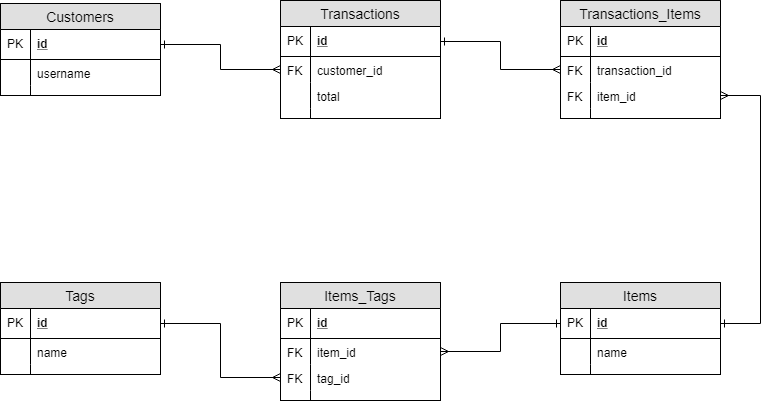 Customers
PK id
username
Transactions
PK id
FK customer_id
total
Transactions_Items
PK id
FK transaction_id
FK item_id
Tags
PK id
name
Items_Tags
PK id
FK item_id
FK tag_id
Items
PK id
name